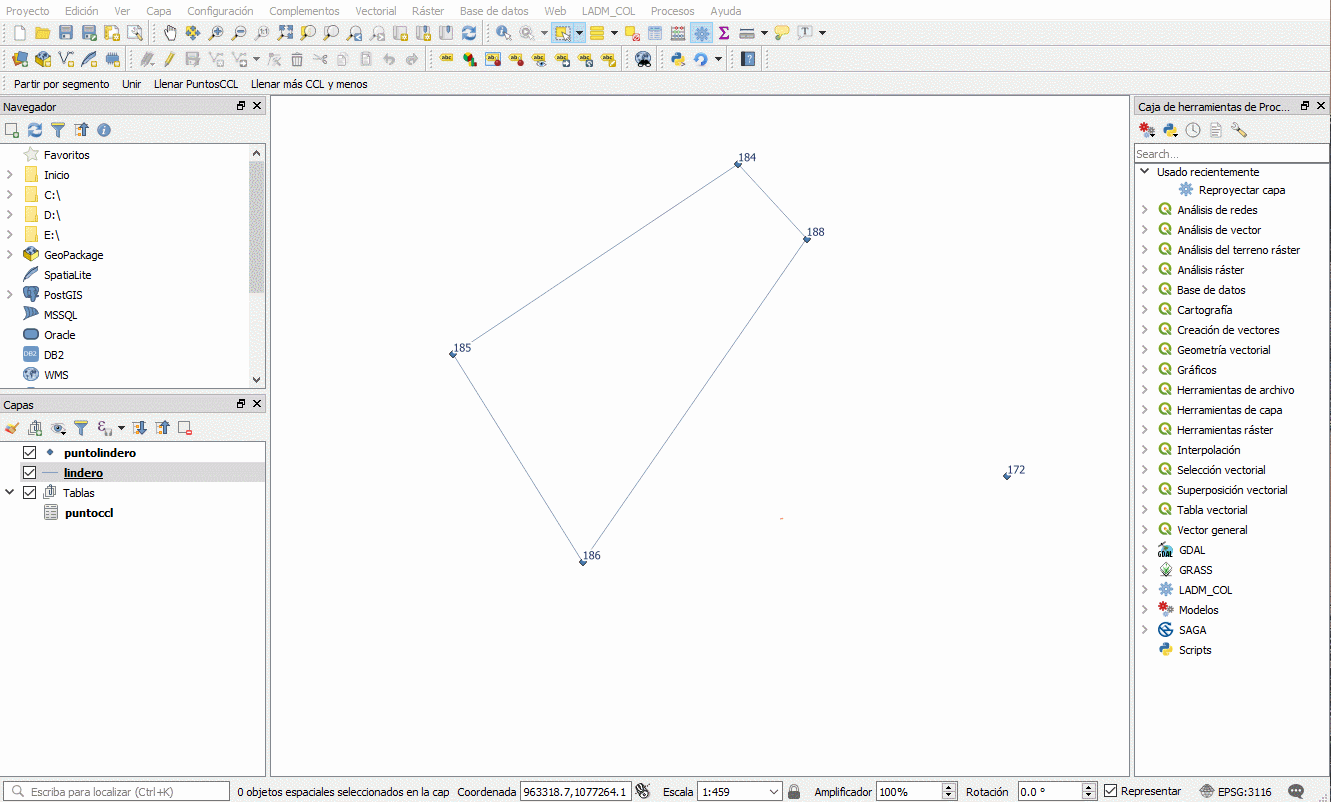 Proyecto Edición Ver Capa Configuración Complementos Vectorial Ráster Base de datos Web LADM_COL Procesos Ayuda
Partir por segmento Unir Llenar PuntosCCL Llenar más CCL y menos
Navegador
Favoritos
Inicio
C:\
D:\
E:\
GeoPackage
SpatiaLite
PostGIS
MSSQL
Oracle
DB2
WMS
Capas
puntolindero
lindero
Tablas
puntoccl
184
188
185
172
186
Caja de herramientas de Proc...
Search...
Usado recientemente
Reproyectar capa
Análisis de redes
Análisis de vector
Análisis del terreno ráster
Análisis ráster
Base de datos
Cartografía
Creación de vectores
Geometría vectorial
Gráficos
Herramientas de archivo
Herramientas de capa
Herramientas ráster
Interpolación
Selección vectorial
Superposición vectorial
Tabla vectorial
Vector general
GDAL
GRASS
LADM_COL
Modelos
SAGA
Scripts
Escriba para localizar (Ctrl+K) 0 objetos espaciales seleccionados en la cap Coordenada 963318.7,1077264.1 Escala 1:459 Amplificador 100% Rotación 0.0 ° Representar EPSG:3116